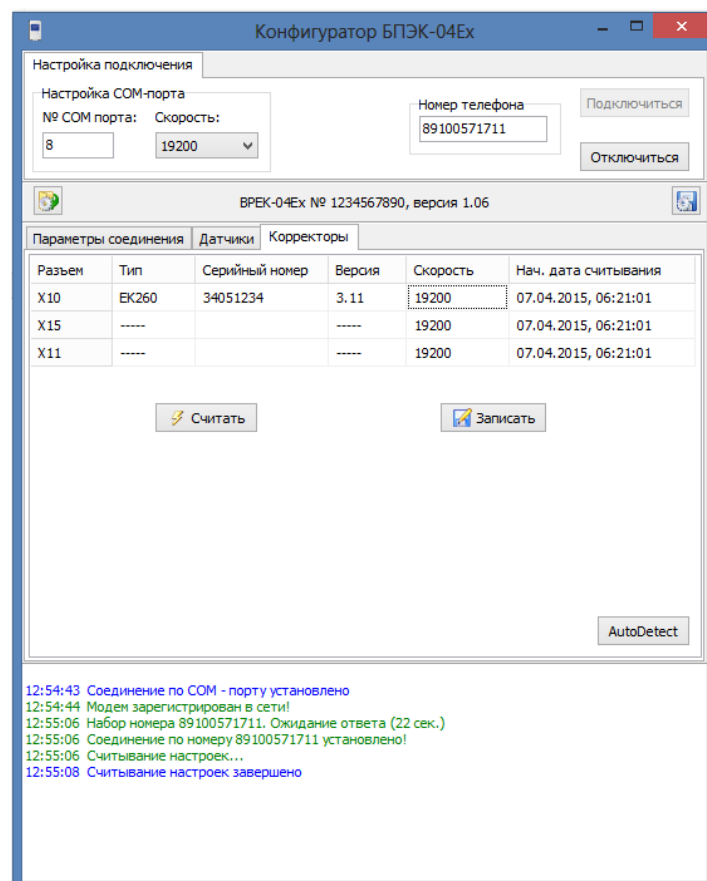 Конфигуратор БПЭК-04Ex
Настройка подключения
Настройка COM-порта
№ COM порта: Скорость:
8 19200
Номер телефона
89100571711
Подключиться
Отключиться
BPEK-04Ex № 1234567890, версия 1.06
Параметры соединения Датчики Корректоры
Разъем Тип Серийный номер Версия Скорость Нач. дата считывания
X10 EK260 34051234 3.11 19200 07.04.2015, 06:21:01
X15 ----- ----- 19200 07.04.2015, 06:21:01
X11 ----- ----- 19200 07.04.2015, 06:21:01
Считать Записать
AutoDetect
12:54:43 Соединение по COM - порту установлено
12:54:44 Модем зарегистрирован в сети!
12:55:06 Набор номера 89100571711. Ожидание ответа (22 сек.)
12:55:06 Соединение по номеру 89100571711 установлено!
12:55:06 Считывание настроек...
12:55:08 Считывание настроек завершено